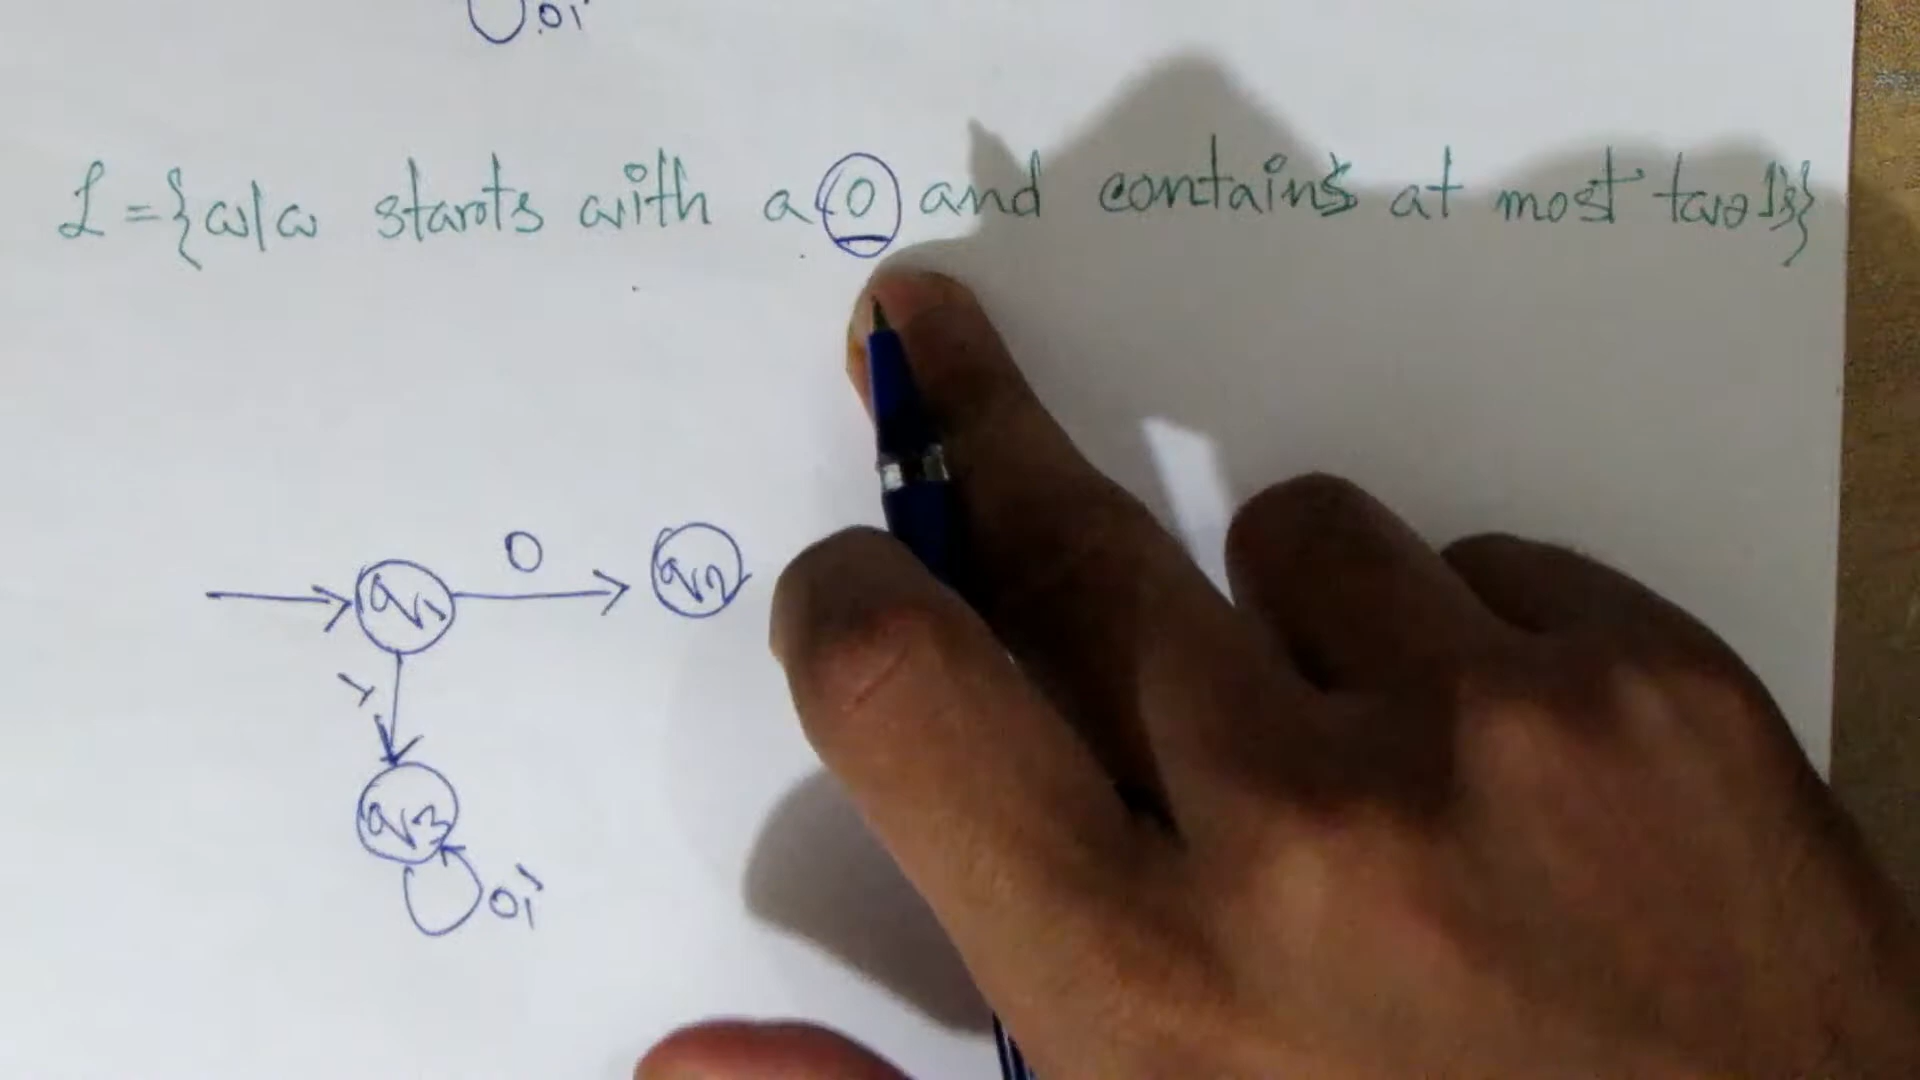 0,1
L = {w|w starts with a 0 and contains at most two 1's}
0
q1
q2
1
q3
0,1